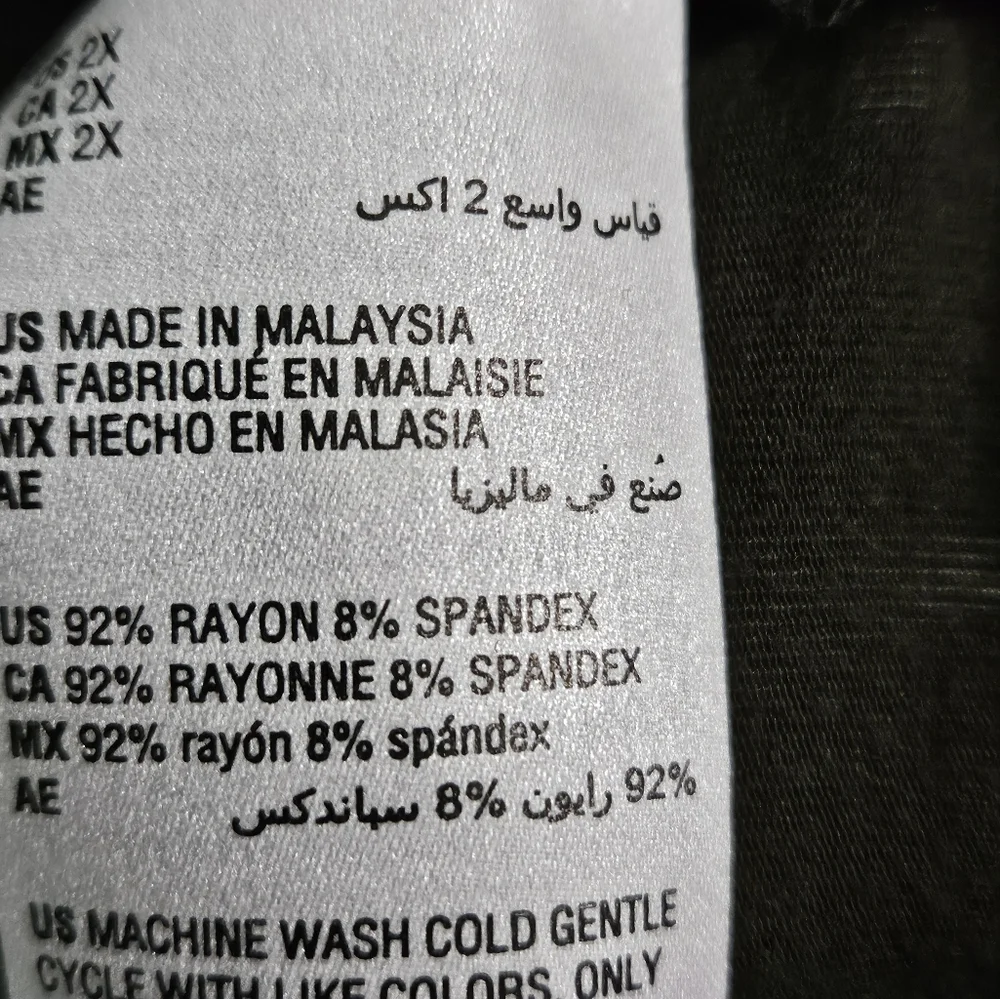 US 2X
CA 2X
MX 2X
AE قياس واسع 2 اكس
US MADE IN MALAYSIA
CA FABRIQUÉ EN MALAISIE
MX HECHO EN MALASIA
AE صُنع في ماليزيا
US 92% RAYON 8% SPANDEX
CA 92% RAYONNE 8% SPANDEX
MX 92% rayón 8% spándex
AE 92% رايون 8% سباندكس
US MACHINE WASH COLD GENTLE
CYCLE WITH LIKE COLORS. ONLY